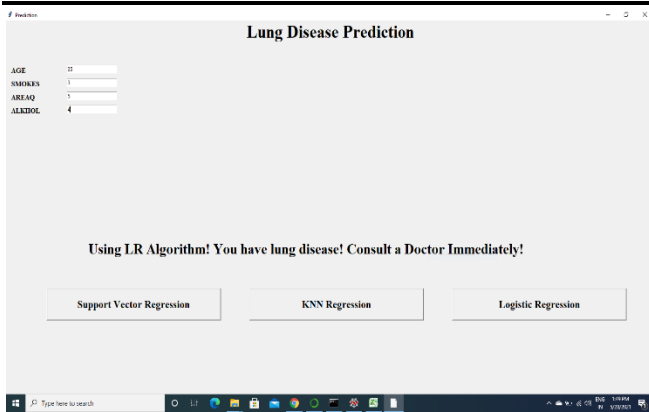 Prediction
Lung Disease Prediction
AGE
SMOKES
AREAQ
ALKHOL 4
Using LR Algorithm! You have lung disease! Consult a Doctor Immediately!
Support Vector Regression KNN Regression Logistic Regression
Type here to search
ENG
IN